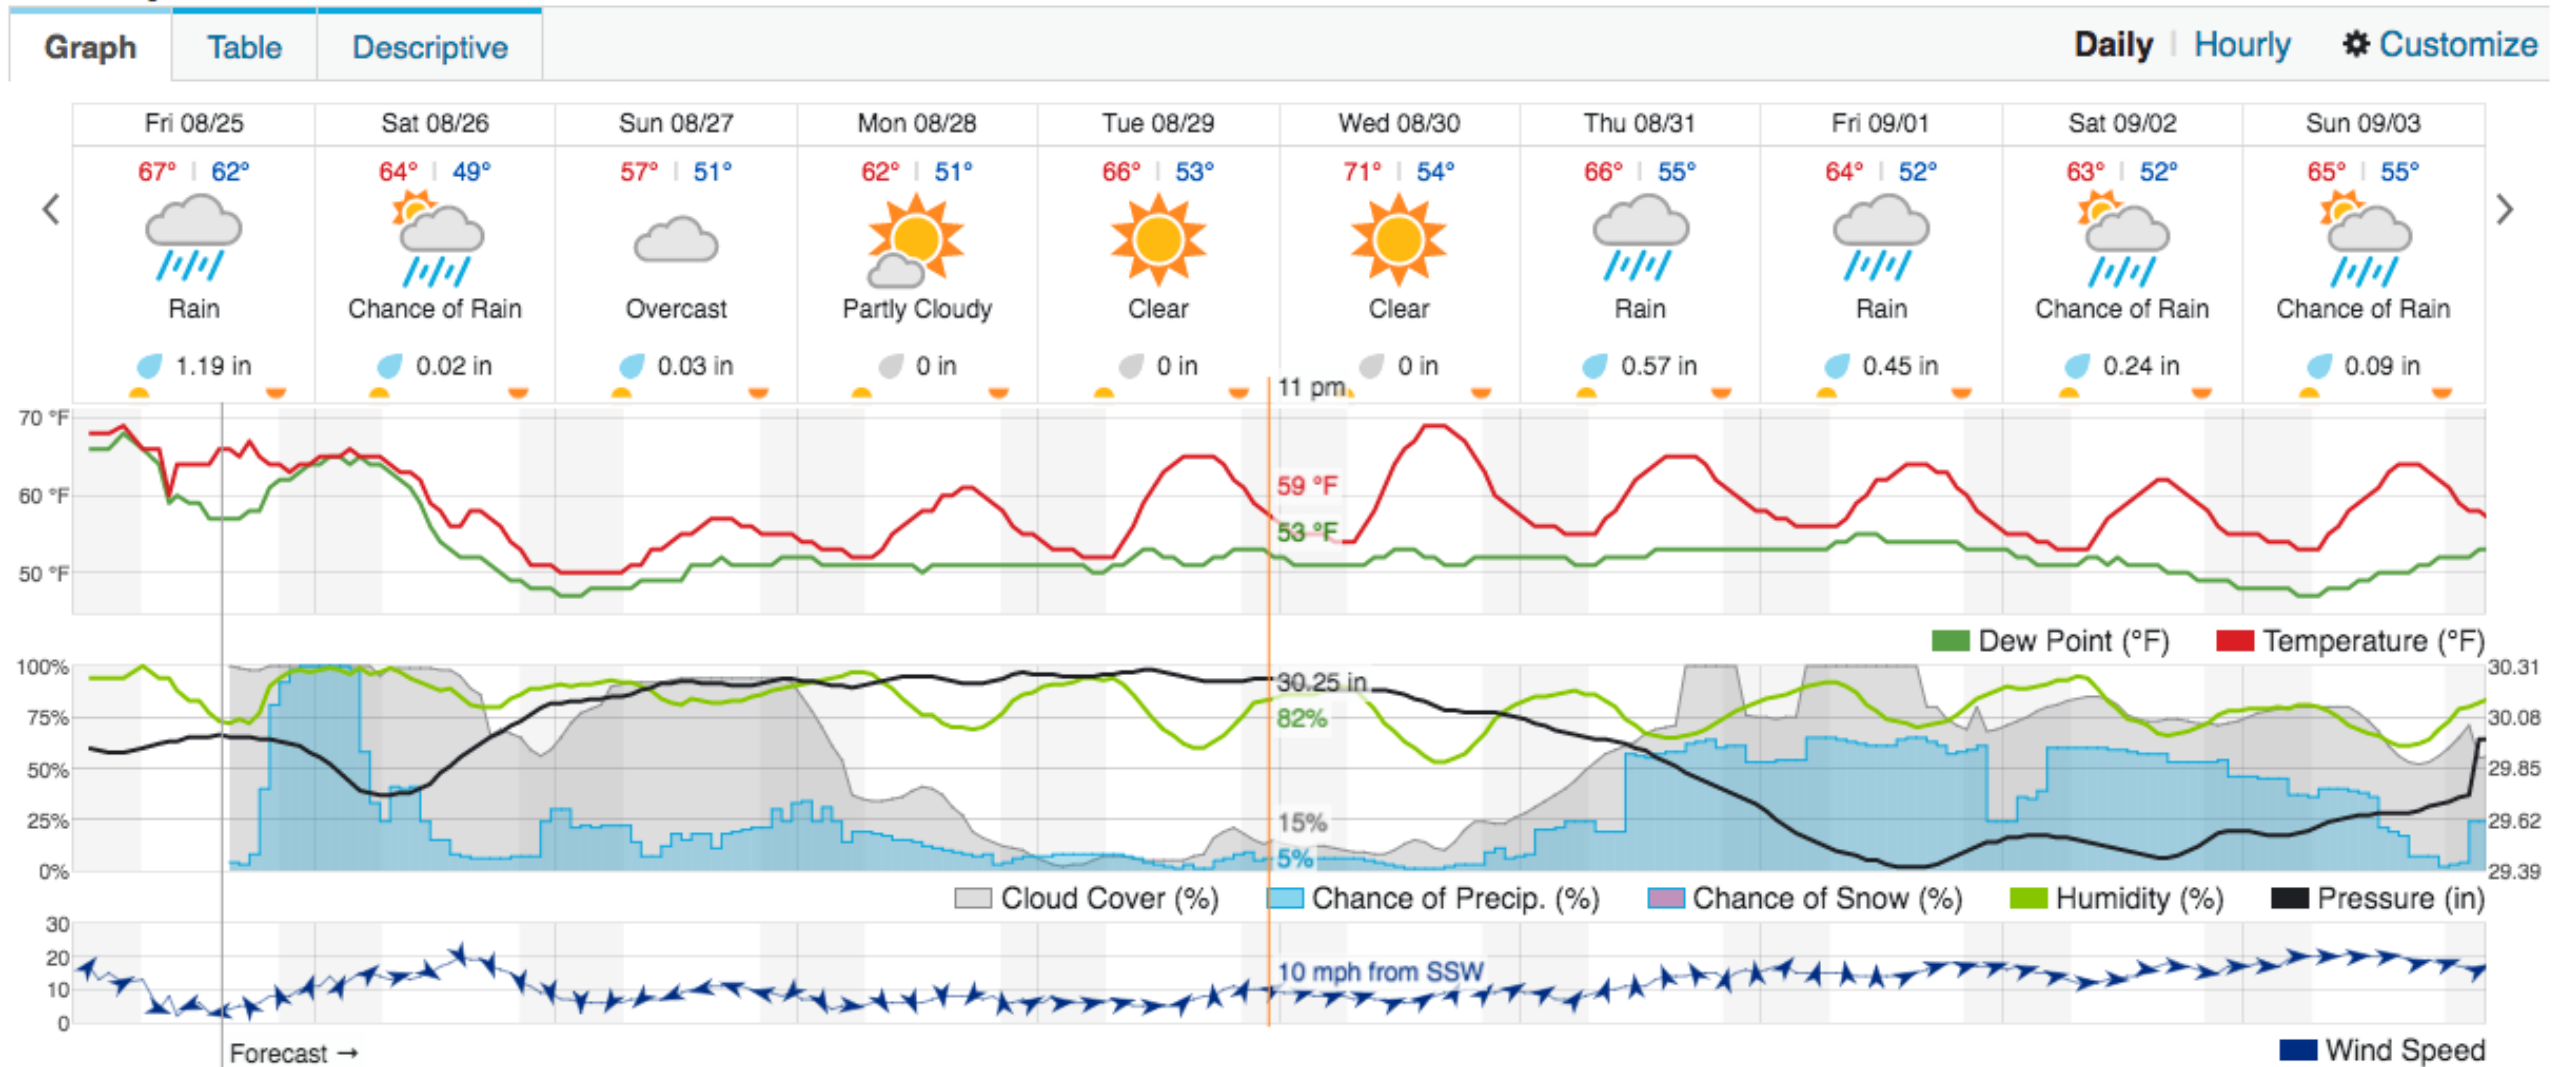 Graph Table Descriptive Daily | Hourly Customize
Fri 08/25 Sat 08/26 Sun 08/27 Mon 08/28 Tue 08/29 Wed 08/30 Thu 08/31 Fri 09/01 Sat 09/02 Sun 09/03
67° | 62° 64° | 49° 57° | 51° 62° | 51° 66° | 53° 71° | 54° 66° | 55° 64° | 52° 63° | 52° 65° | 55°
Rain Chance of Rain Overcast Partly Cloudy Clear Clear Rain Rain Chance of Rain Chance of Rain
1.19 in 0.02 in 0.03 in 0 in 0 in 0 in 0.57 in 0.45 in 0.24 in 0.09 in
11 pm
70 °F
60 °F 59 °F
53 °F
50 °F
Dew Point (°F) Temperature (°F)
100% 30.31
30.25 in
75% 82% 30.08
50% 29.85
25% 15% 29.62
5%
0% 29.39
Cloud Cover (%) Chance of Precip. (%) Chance of Snow (%) Humidity (%) Pressure (in)
30
20
10 mph from SSW
10
0
Forecast → Wind Speed